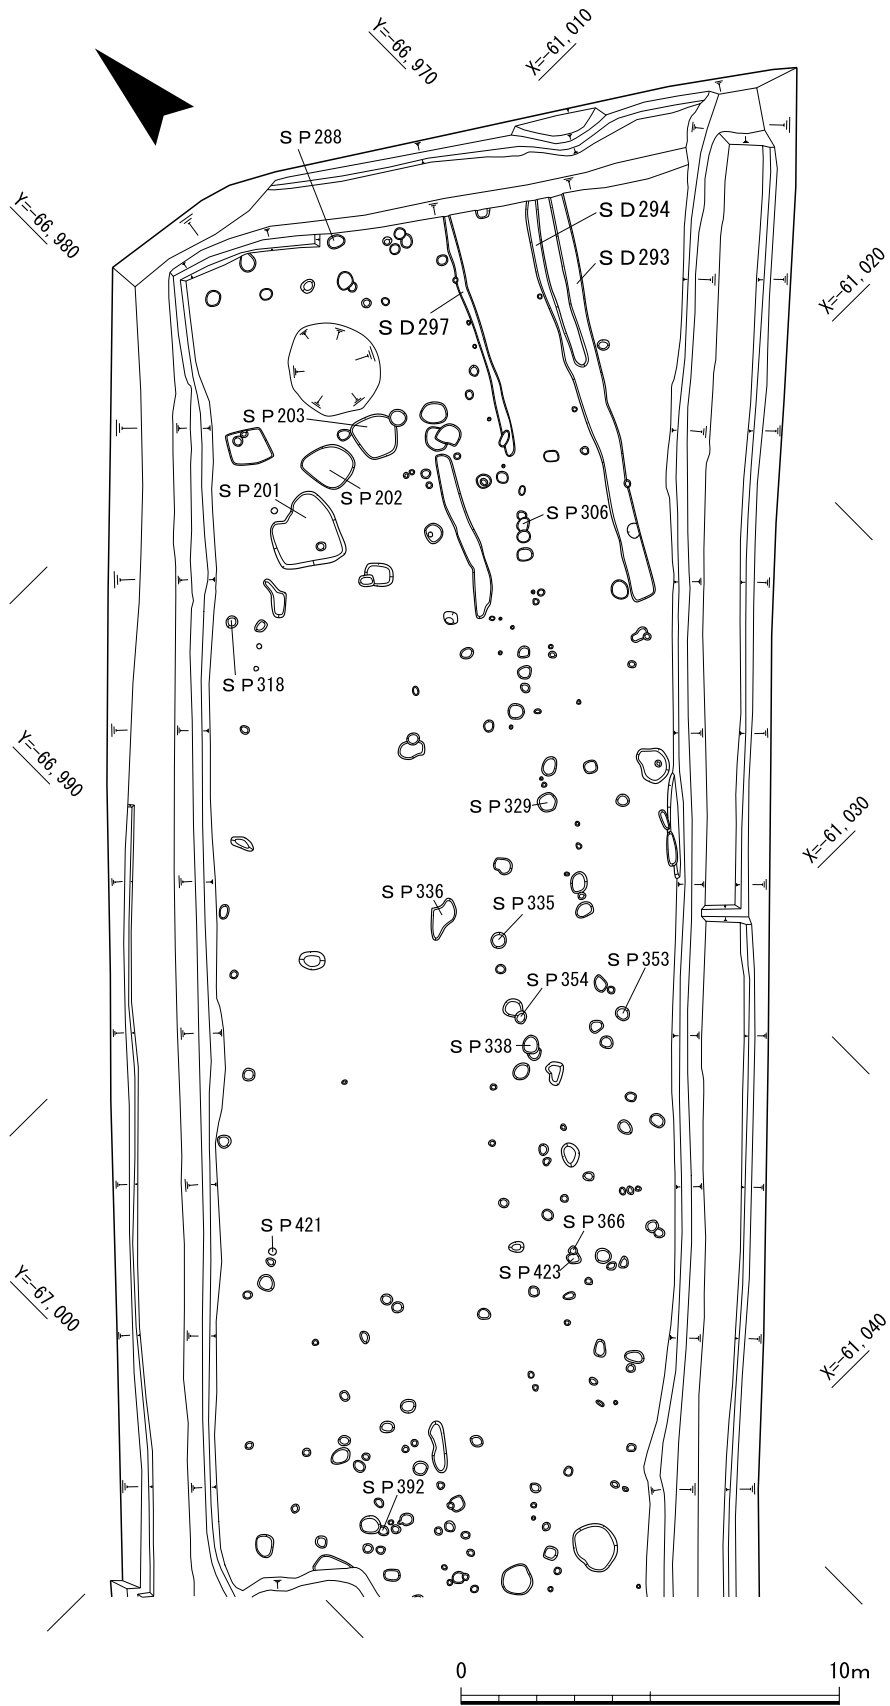 Y=-66,970
X=-61,010
SP288
Y=-66,980
SD294
SD293
X=-61,020
SD297
SP203
SP201
SP202
SP306
SP318
Y=-66,990
SP329
X=-61,030
SP336
SP335
SP353
SP354
SP338
SP421
SP366
SP423
Y=-67,000
X=-61,040
SP392
0
10m